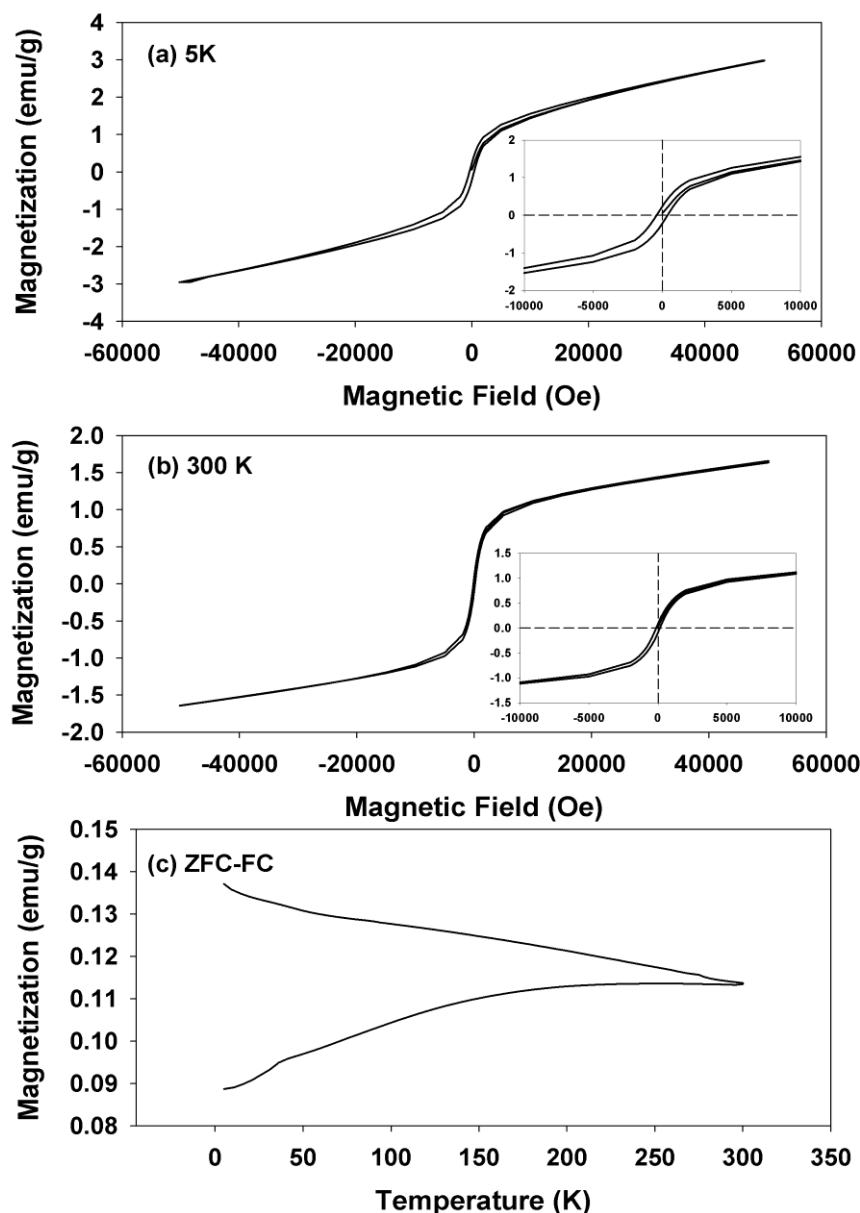 (a) 5K
Magnetization (emu/g)
4
3
2
1
0
-1
-2
-3
-4
-60000 -40000 -20000 0 20000 40000 60000
Magnetic Field (Oe)
2
1
0
-1
-2
-10000 -5000 0 5000 10000
(b) 300 K
Magnetization (emu/g)
2.0
1.5
1.0
0.5
0.0
-0.5
-1.0
-1.5
-2.0
-60000 -40000 -20000 0 20000 40000 60000
Magnetic Field (Oe)
1.5
1.0
0.5
0.0
-0.5
-1.0
-1.5
-10000 -5000 0 5000 10000
(c) ZFC-FC
Magnetization (emu/g)
0.15
0.14
0.13
0.12
0.11
0.10
0.09
0.08
0 50 100 150 200 250 300 350
Temperature (K)